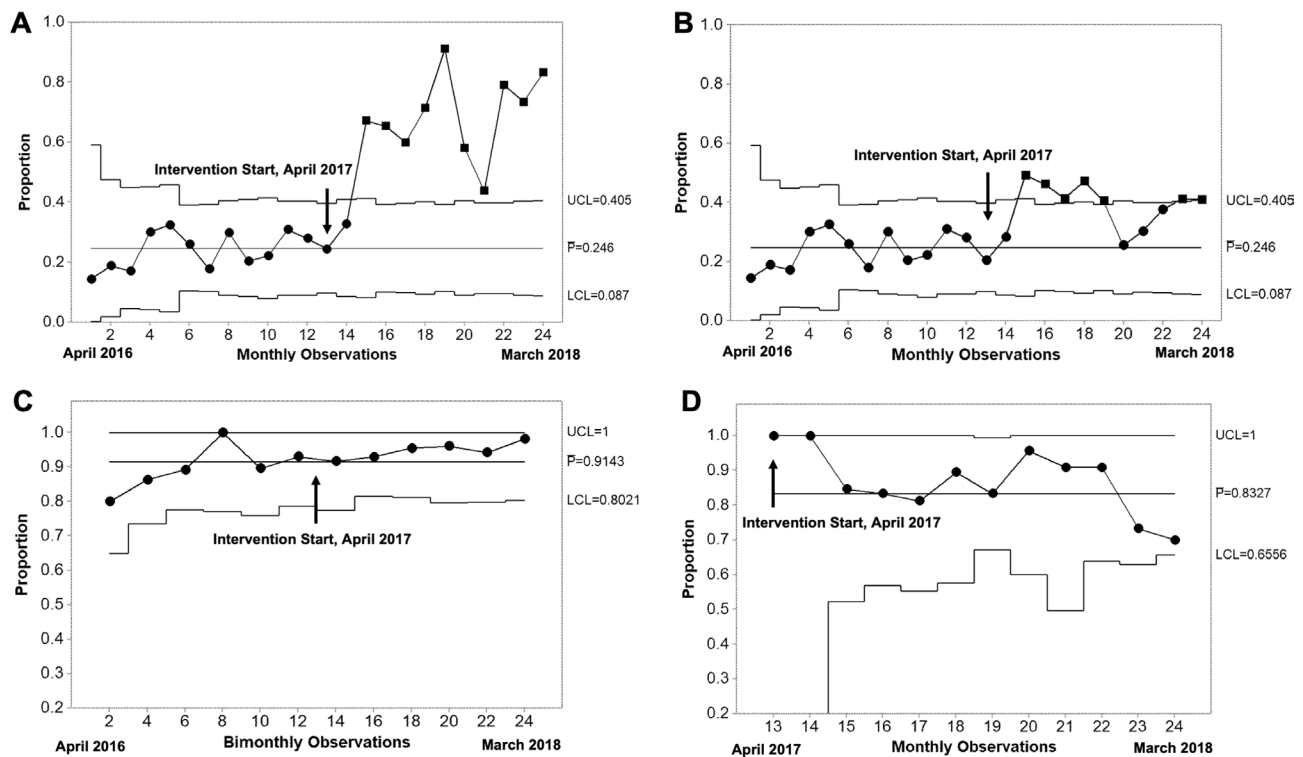 A
1.0
0.8
0.6
0.4
0.2
0.0
Proportion
Intervention Start, April 2017
UCL=0.405
P̅=0.246
LCL=0.087
2 4 6 8 10 12 14 16 18 20 22 24
April 2016 Monthly Observations March 2018
B
1.0
0.8
0.6
0.4
0.2
0.0
Proportion
Intervention Start, April 2017
UCL=0.405
P̅=0.246
LCL=0.087
2 4 6 8 10 12 14 16 18 20 22 24
April 2016 Monthly Observations March 2018
C
1.0
0.9
0.8
0.7
0.6
0.5
0.4
0.3
0.2
Proportion
UCL=1
P̅=0.9143
LCL=0.8021
Intervention Start, April 2017
2 4 6 8 10 12 14 16 18 20 22 24
April 2016 Bimonthly Observations March 2018
D
1.0
0.9
0.8
0.7
0.6
0.5
0.4
0.3
0.2
Proportion
UCL=1
P̅=0.8327
Intervention Start, April 2017
LCL=0.6556
13 14 15 16 17 18 19 20 21 22 23 24
April 2017 Monthly Observations March 2018